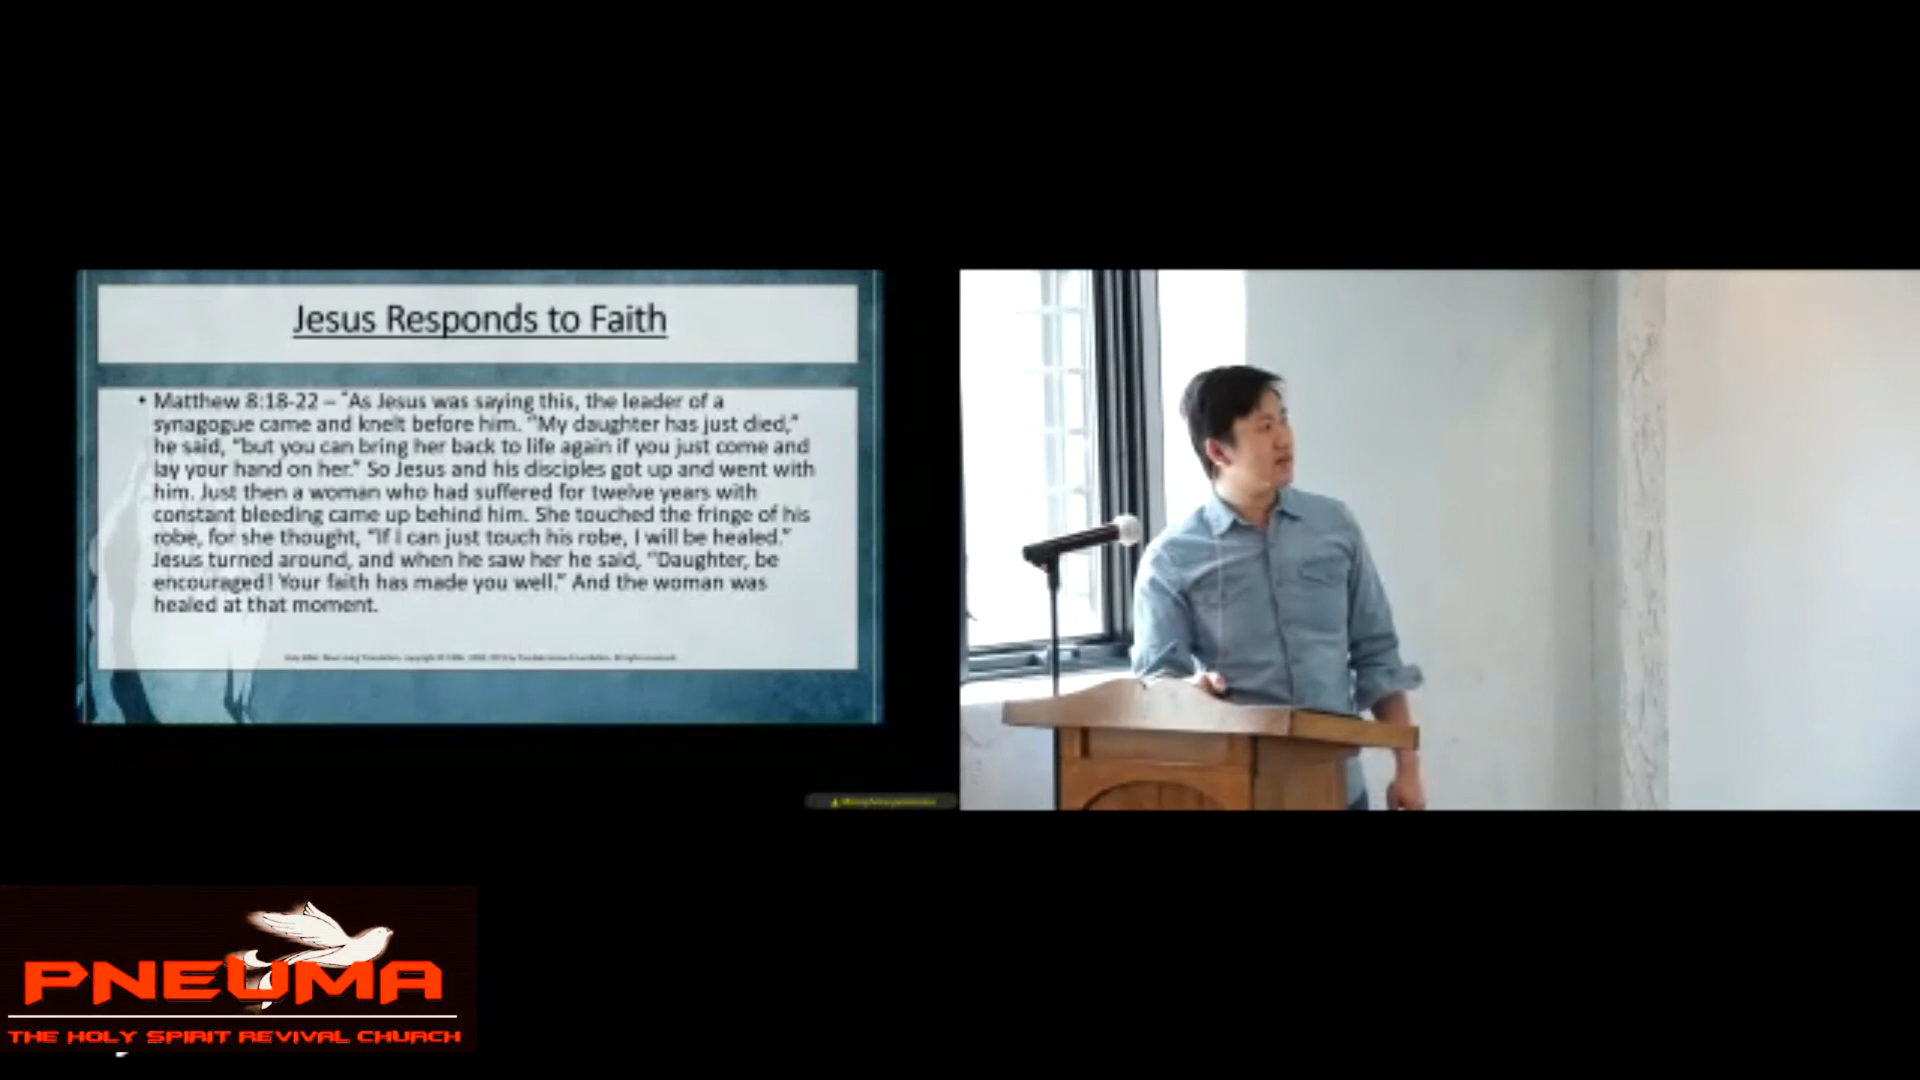 Jesus Responds to Faith
• Matthew 8:18-22 – "As Jesus was saying this, the leader of a
synagogue came and knelt before him. "My daughter has just died,"
he said, "but you can bring her back to life again if you just come and
lay your hand on her." So Jesus and his disciples got up and went with
him. Just then a woman who had suffered for twelve years with
constant bleeding came up behind him. She touched the fringe of his
robe, for she thought, "If I can just touch his robe, I will be healed."
Jesus turned around, and when he saw her he said, "Daughter, be
encouraged! Your faith has made you well." And the woman was
healed at that moment.
PNEUMA
THE HOLY SPIRIT REVIVAL CHURCH